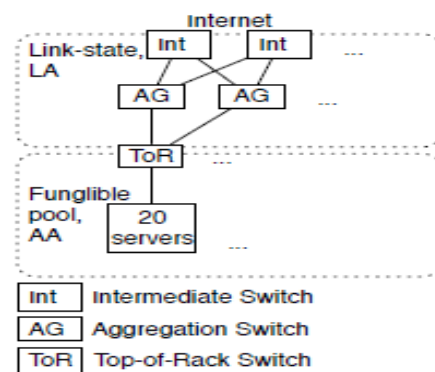 Internet
Link-state, LA
Int
Int
...
AG
AG
...
ToR
...
Funglible pool, AA
20 servers
...
Int Intermediate Switch
AG Aggregation Switch
ToR Top-of-Rack Switch